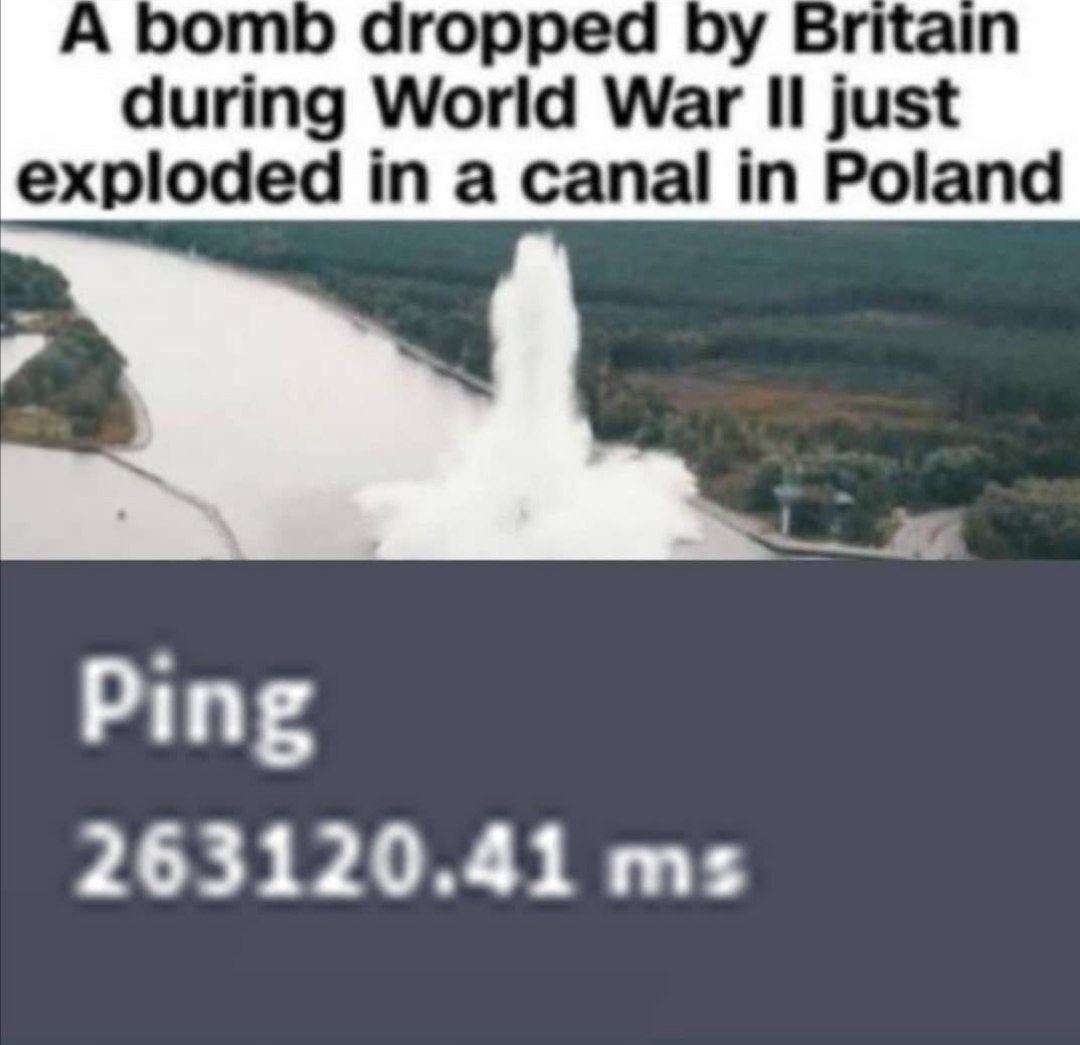 A bomb dropped by Britain
during World War II just
exploded in a canal in Poland
Ping
263120.41 ms